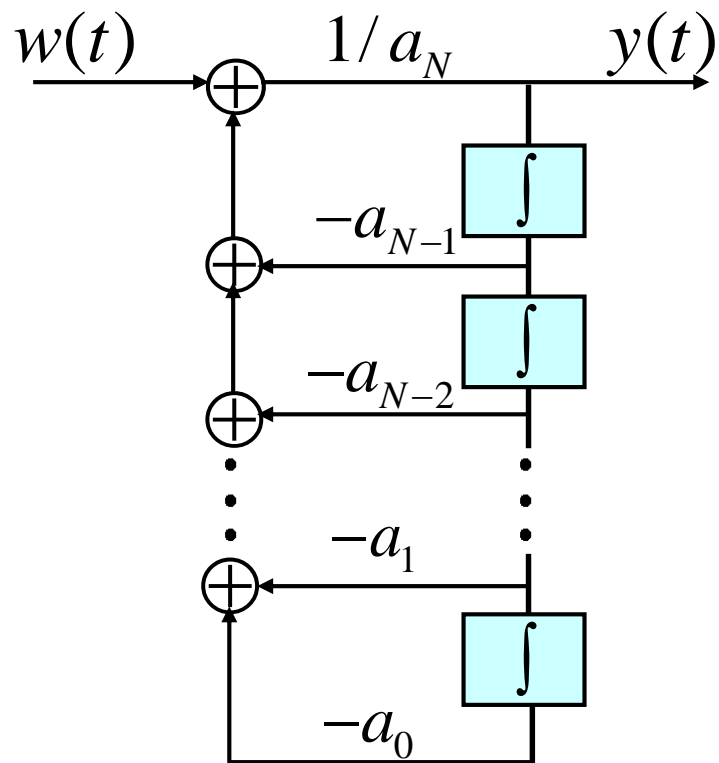 w(t) 1/a_N y(t)
∫
−a_{N−1}
∫
−a_{N−2}
−a_1
∫
−a_0